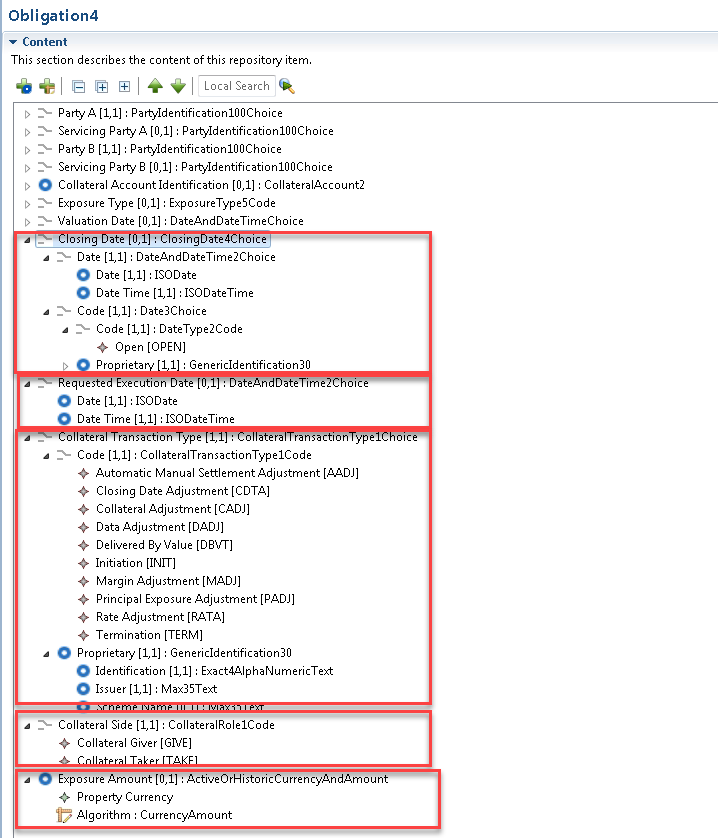 Obligation4
Content
This section describes the content of this repository item.
Local Search
Party A [1,1] : PartyIdentification100Choice
Servicing Party A [0,1] : PartyIdentification100Choice
Party B [1,1] : PartyIdentification100Choice
Servicing Party B [0,1] : PartyIdentification100Choice
Collateral Account Identification [0,1] : CollateralAccount2
Exposure Type [0,1] : ExposureType5Code
Valuation Date [0,1] : DateAndDateTimeChoice
Closing Date [0,1] : ClosingDate4Choice
Date [1,1] : DateAndDateTime2Choice
Date [1,1] : ISODate
Date Time [1,1] : ISODateTime
Code [1,1] : Date3Choice
Code [1,1] : DateType2Code
Open [OPEN]
Proprietary [1,1] : GenericIdentification30
Requested Execution Date [0,1] : DateAndDateTime2Choice
Date [1,1] : ISODate
Date Time [1,1] : ISODateTime
Collateral Transaction Type [1,1] : CollateralTransactionType1Choice
Code [1,1] : CollateralTransactionType1Code
Automatic Manual Settlement Adjustment [AADJ]
Closing Date Adjustment [CDTA]
Collateral Adjustment [CADJ]
Data Adjustment [DADJ]
Delivered By Value [DBVT]
Initiation [INIT]
Margin Adjustment [MADJ]
Principal Exposure Adjustment [PADJ]
Rate Adjustment [RATA]
Termination [TERM]
Proprietary [1,1] : GenericIdentification30
Identification [1,1] : Exact4AlphaNumericText
Issuer [1,1] : Max35Text
Scheme Name [0,1] : Max35Text
Collateral Side [1,1] : CollateralRole1Code
Collateral Giver [GIVE]
Collateral Taker [TAKE]
Exposure Amount [0,1] : ActiveOrHistoricCurrencyAndAmount
Property Currency
Algorithm : CurrencyAmount